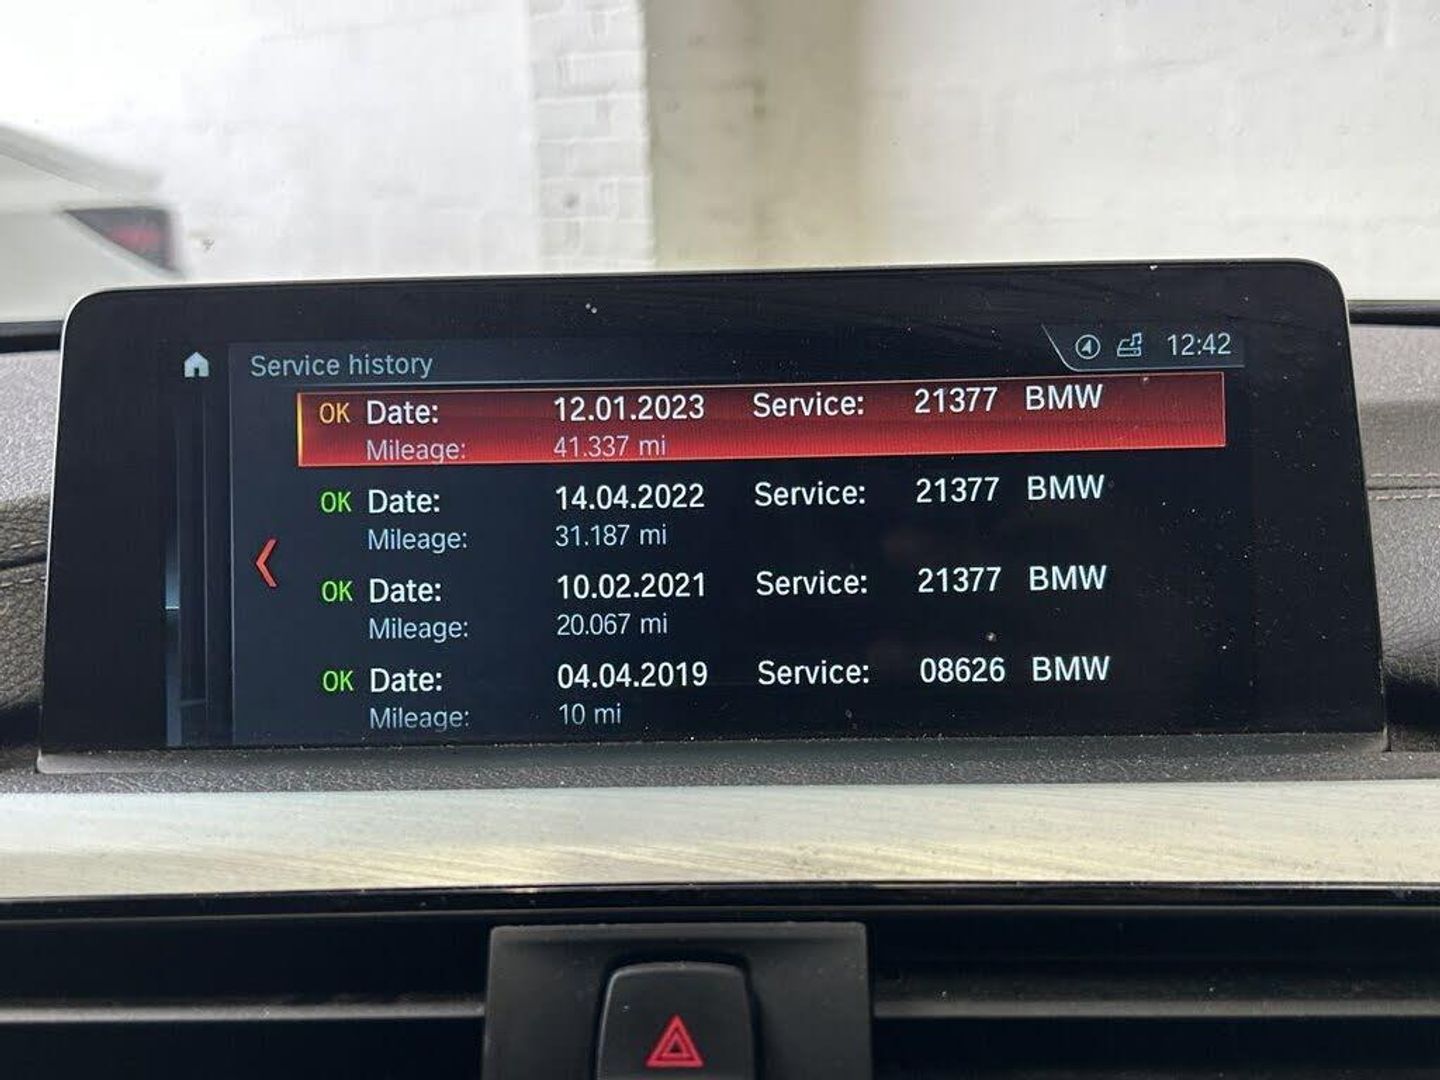 Service history 12:42
OK Date: 12.01.2023 Service: 21377 BMW
Mileage: 41.337 mi
OK Date: 14.04.2022 Service: 21377 BMW
Mileage: 31.187 mi
OK Date: 10.02.2021 Service: 21377 BMW
Mileage: 20.067 mi
OK Date: 04.04.2019 Service: 08626 BMW
Mileage: 10 mi